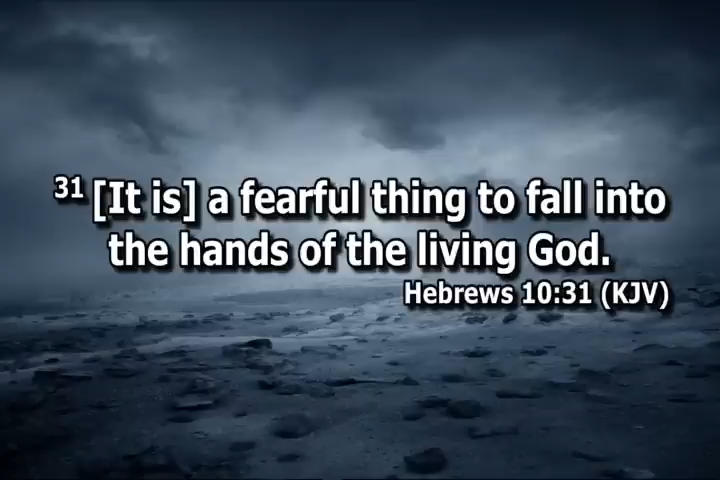 31 [It is] a fearful thing to fall into
the hands of the living God.
Hebrews 10:31 (KJV)